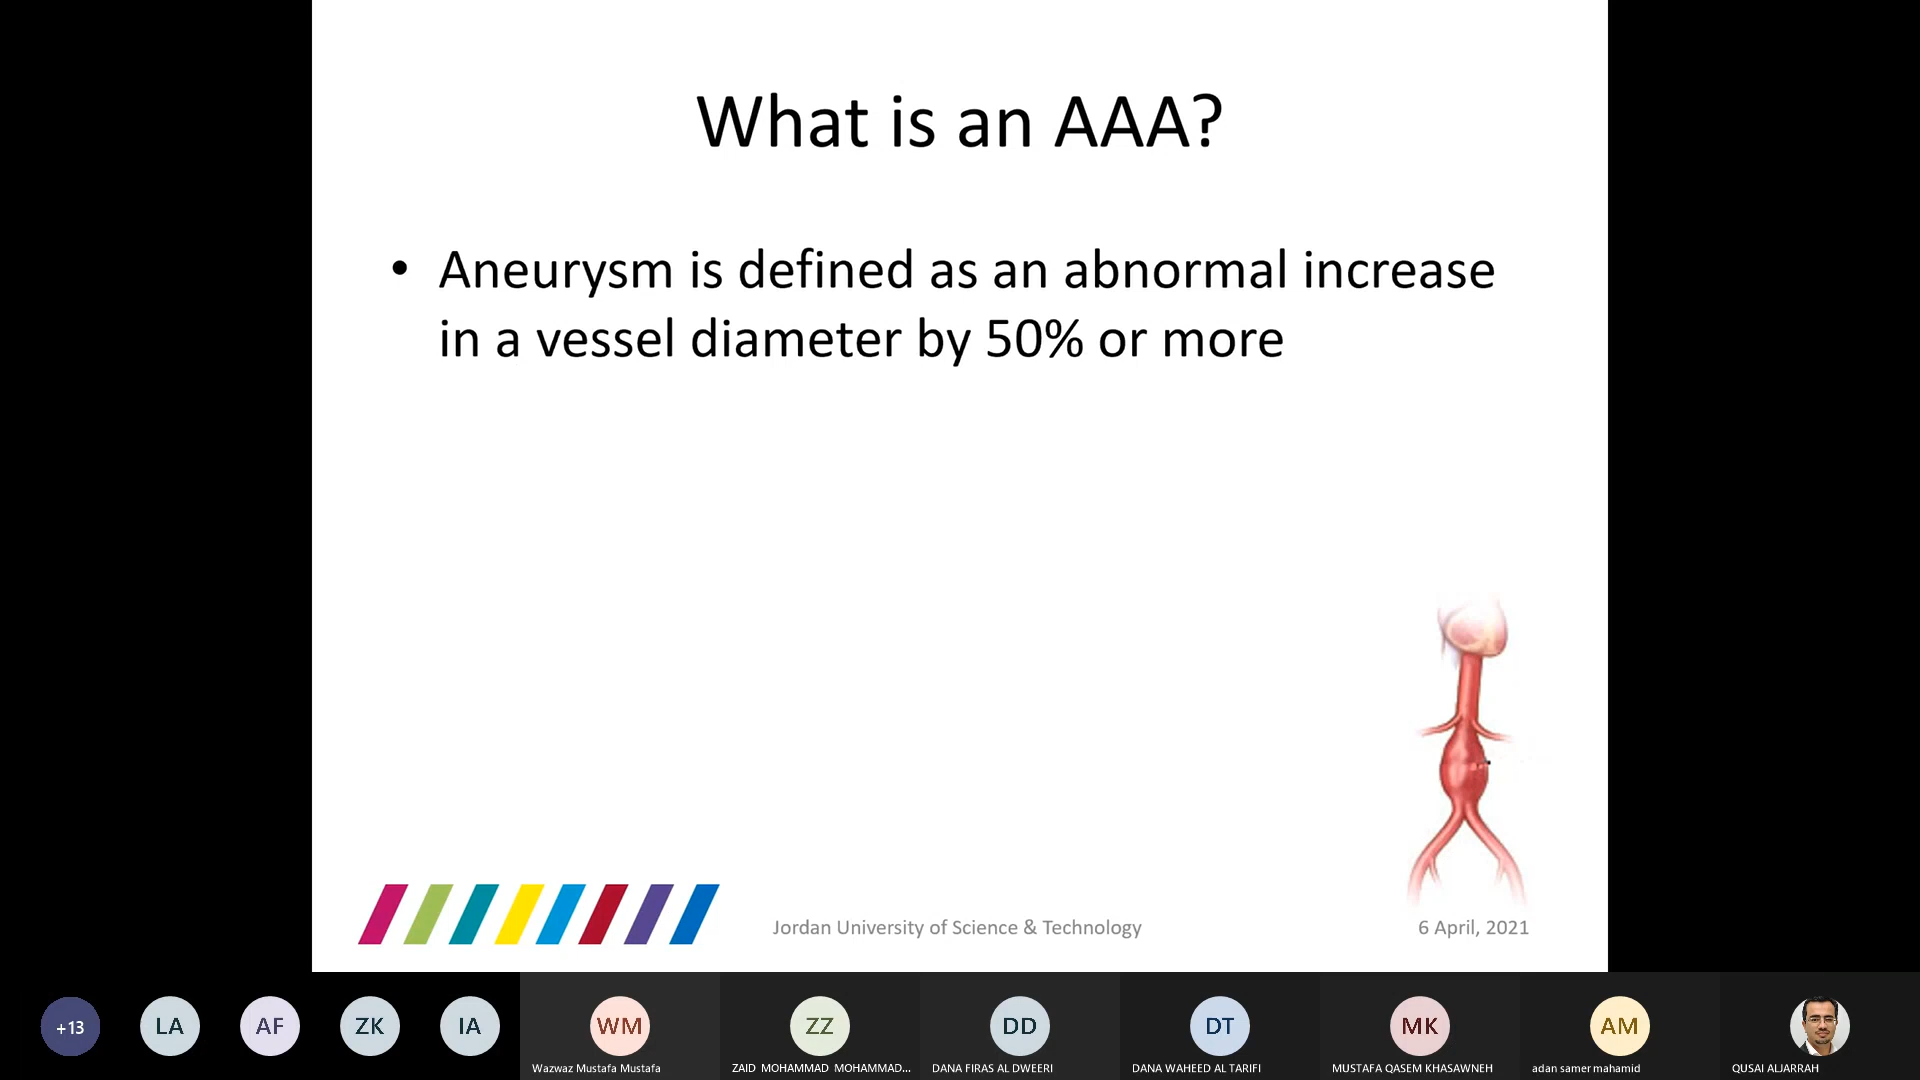 What is an AAA?
• Aneurysm is defined as an abnormal increase
in a vessel diameter by 50% or more
Jordan University of Science & Technology
6 April, 2021
+13
LA
AF
ZK
IA
WM
ZZ
DD
DT
MK
AM
Wazwaz Mustafa Mustafa
ZAID MOHAMMAD MOHAMMAD...
DANA FIRAS AL DWEERI
DANA WAHEED AL TARIFI
MUSTAFA QASEM KHASAWNEH
adan samer mahamid
QUSAI ALJARRAH